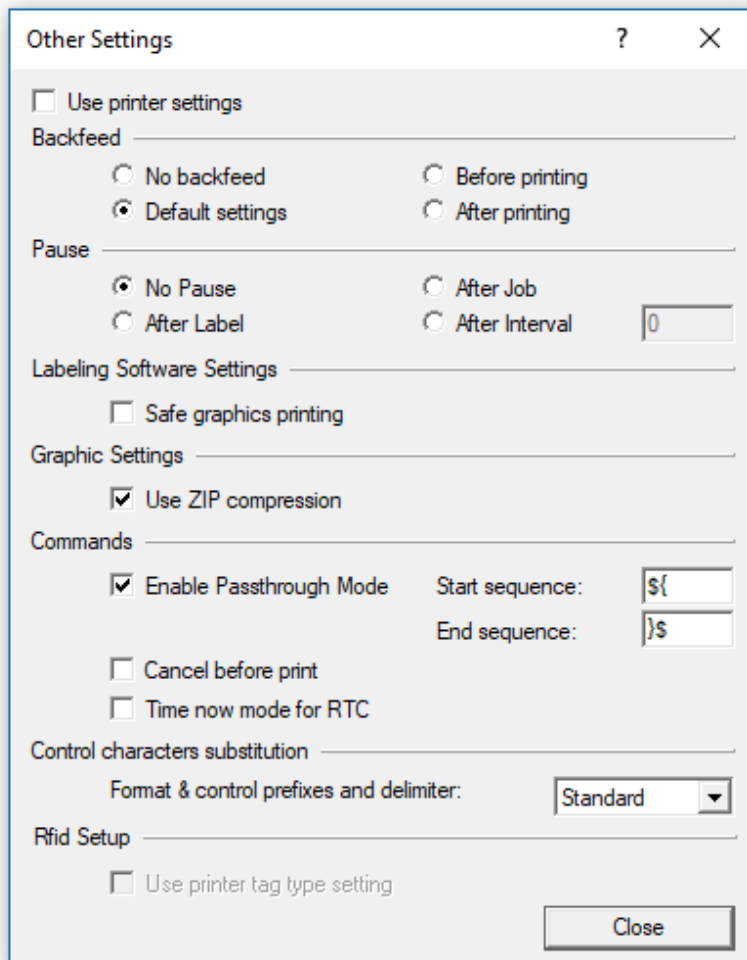 Other Settings
Use printer settings
Backfeed
No backfeed Before printing
Default settings After printing
Pause
No Pause After Job
After Label After Interval 0
Labeling Software Settings
Safe graphics printing
Graphic Settings
Use ZIP compression
Commands
Enable Passthrough Mode Start sequence: ${
End sequence: }$
Cancel before print
Time now mode for RTC
Control characters substitution
Format & control prefixes and delimiter: Standard
Rfid Setup
Use printer tag type setting
Close